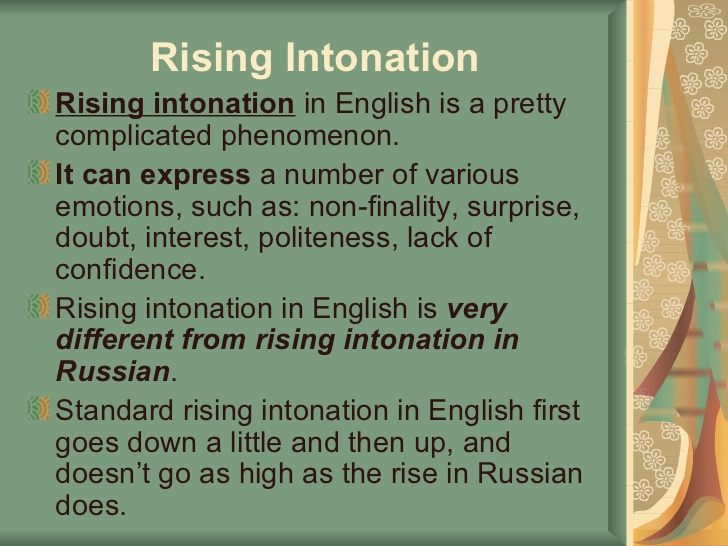 Rising Intonation
Rising intonation in English is a pretty
complicated phenomenon.
It can express a number of various
emotions, such as: non-finality, surprise,
doubt, interest, politeness, lack of
confidence.
Rising intonation in English is very
different from rising intonation in
Russian.
Standard rising intonation in English first
goes down a little and then up, and
doesn’t go as high as the rise in Russian
does.